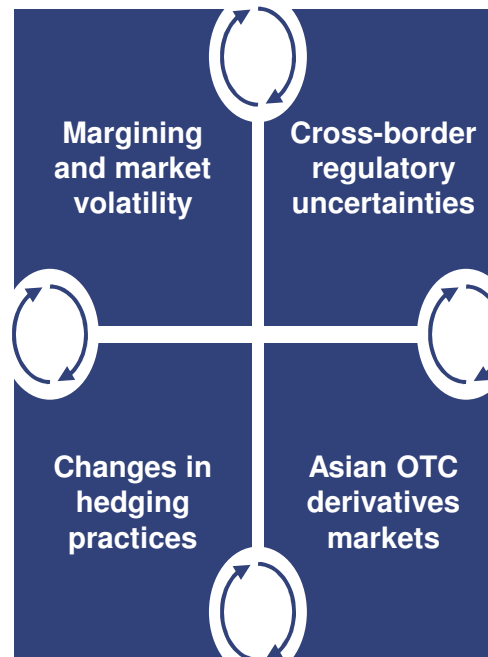 Margining
and market
volatility
Cross-border
regulatory
uncertainties
Changes in
hedging
practices
Asian OTC
derivatives
markets